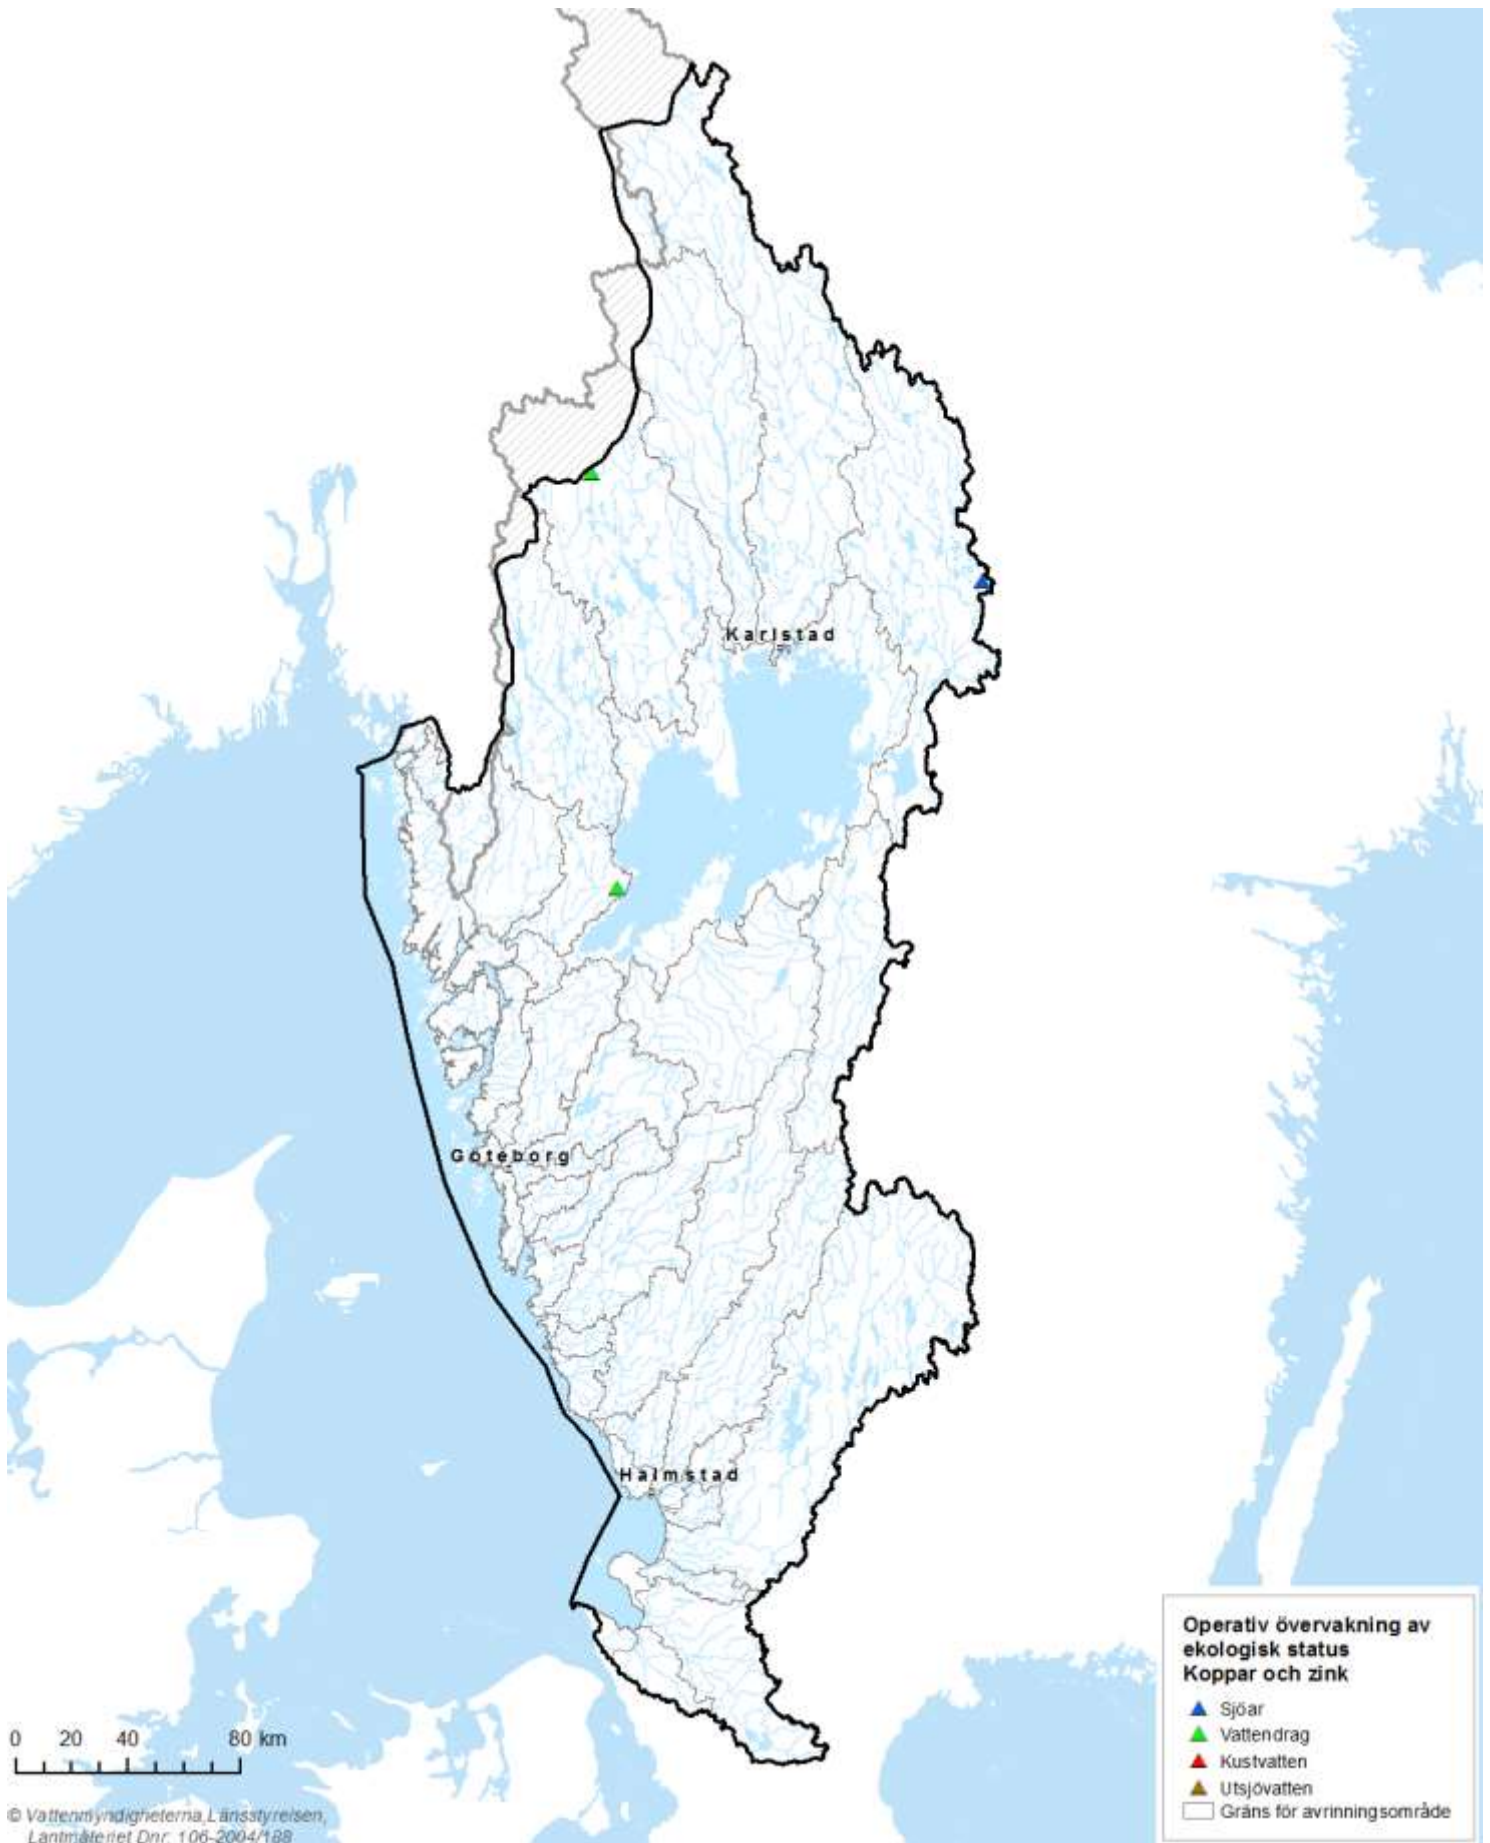 Karlstad
Göteborg
Halmstad
Operativ övervakning av
ekologisk status
Koppar och zink
Sjöar
Vattendrag
Kustvatten
Utsjövatten
Gräns för avrinningsområde
0 20 40 80 km
© Vattenmyndigheterna, Länsstyrelsen,
Lantmäteriet Dnr: 106-2004/188